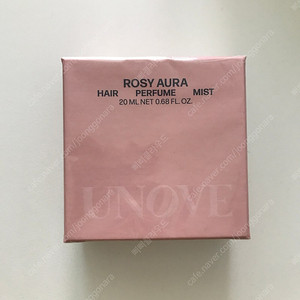 ROSY AURA
HAIR PERFUME MIST
20 ML NET 0.68 FL. OZ.
UNOVE